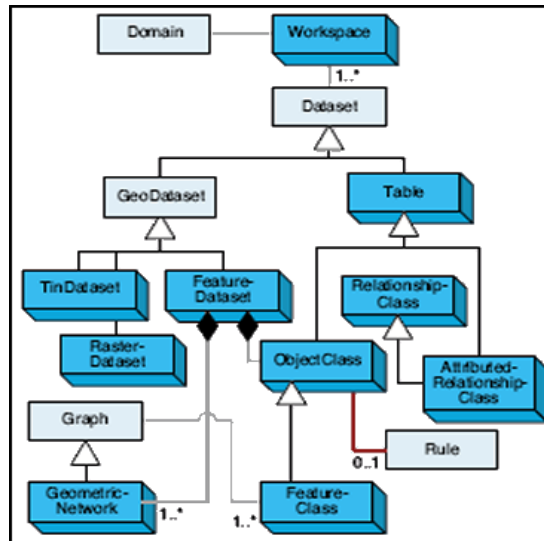 Domain
Workspace
1..*
Dataset
GeoDataset
Table
TinDataset
Feature-
Dataset
Relationship-
Class
Raster-
Dataset
ObjectClass
Attributed-
Relationship-
Class
Graph
Rule
0..1
Geometric-
Network
1..*
1..*
Feature-
Class